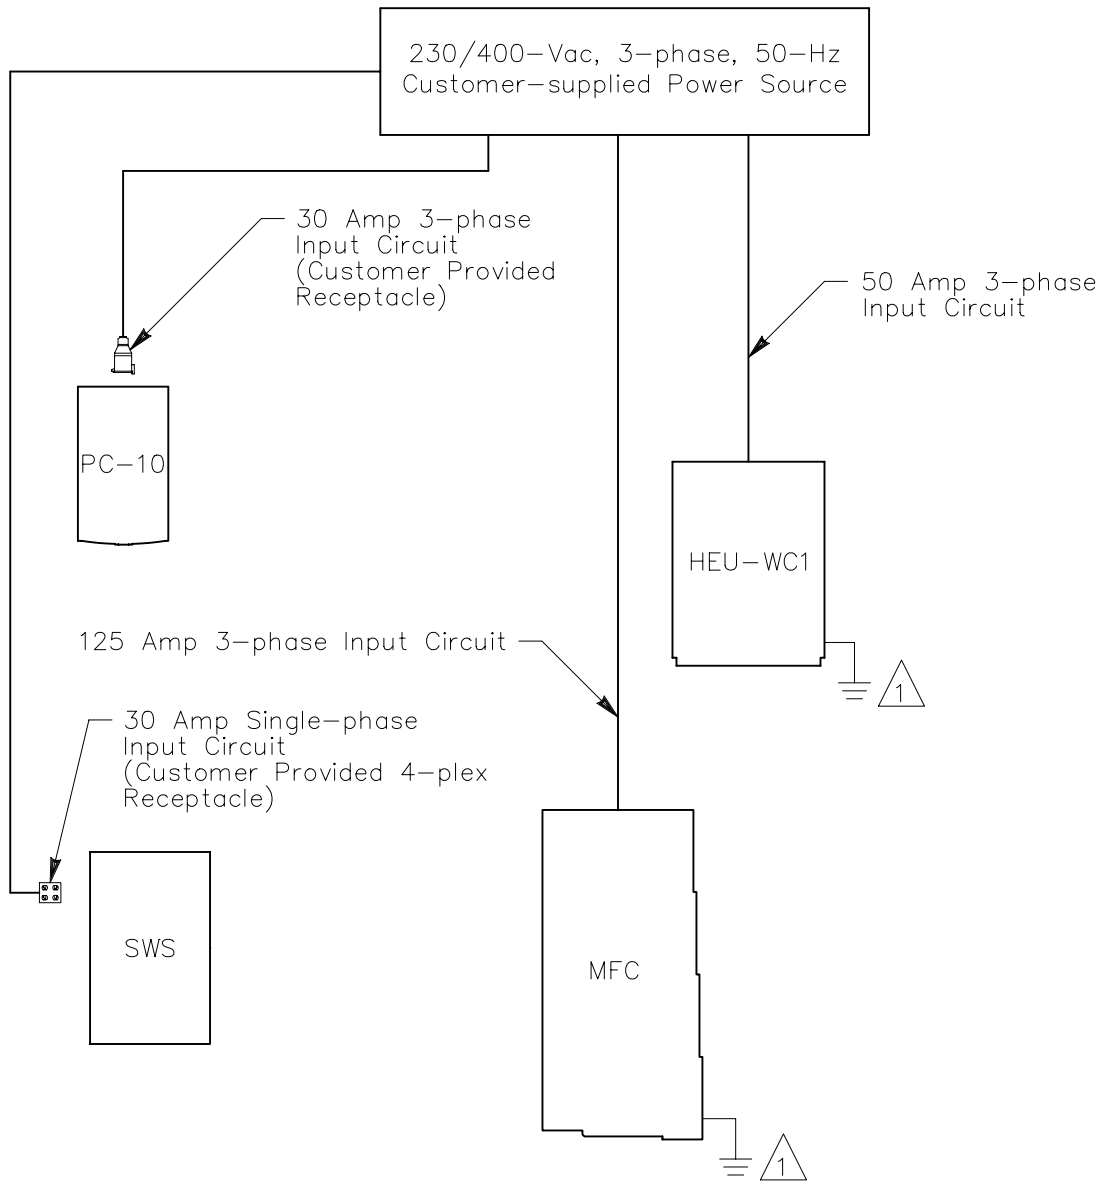 230/400-Vac, 3-phase, 50-Hz
Customer-supplied Power Source
30 Amp 3-phase
Input Circuit
(Customer Provided
Receptacle)
50 Amp 3-phase
Input Circuit
PC-10
HEU-WC1
125 Amp 3-phase Input Circuit
1
30 Amp Single-phase
Input Circuit
(Customer Provided 4-plex
Receptacle)
SWS
MFC
1